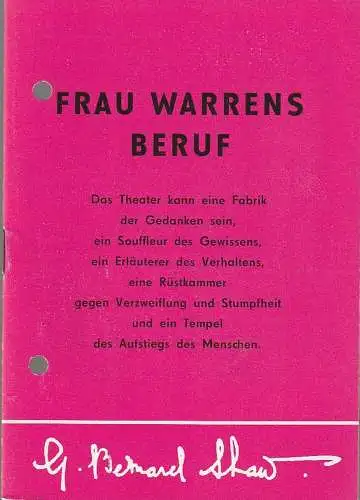 FRAU WARRENS
BERUF
Das Theater kann eine Fabrik
der Gedanken sein,
ein Souffleur des Gewissens,
ein Erläuterer des Verhaltens,
eine Rüstkammer
gegen Verzweiflung und Stumpfheit
und ein Tempel
des Aufstiegs des Menschen.
G. Bernard Shaw.